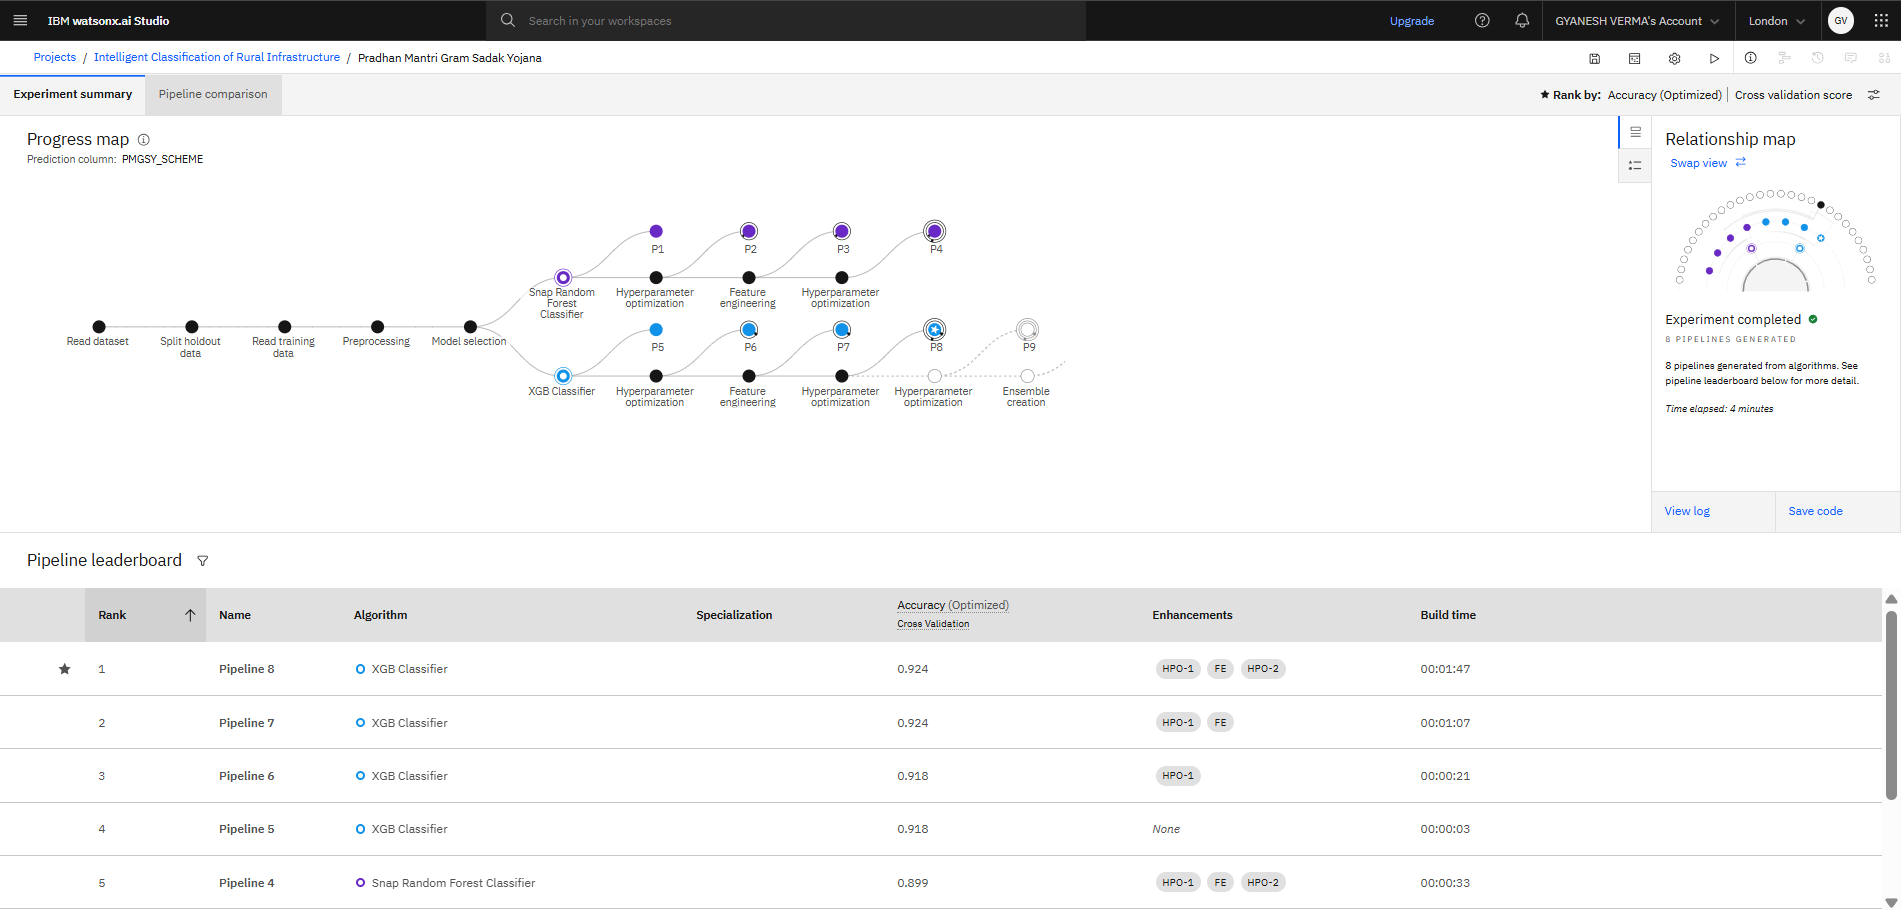 IBM watsonx.ai Studio
Search in your workspaces
Upgrade
GYANESH VERMA's Account
London
GV
Projects / Intelligent Classification of Rural Infrastructure / Pradhan Mantri Gram Sadak Yojana
Experiment summary
Pipeline comparison
Rank by: Accuracy (Optimized) | Cross validation score
Progress map
Prediction column: PMGSY_SCHEME
P1
P2
P3
P4
Snap Random
Forest
Classifier
Hyperparameter
optimization
Feature
engineering
Hyperparameter
optimization
Read dataset
Split holdout
data
Read training
data
Preprocessing
Model selection
P5
P6
P7
P8
P9
XGB Classifier
Hyperparameter
optimization
Feature
engineering
Hyperparameter
optimization
Hyperparameter
optimization
Ensemble
creation
Relationship map
Swap view
Experiment completed
8 PIPELINES GENERATED
8 pipelines generated from algorithms. See
pipeline leaderboard below for more detail.
Time elapsed: 4 minutes
View log
Save code
Pipeline leaderboard
Rank
Name
Algorithm
Specialization
Accuracy (Optimized)
Cross Validation
Enhancements
Build time
1 Pipeline 8 XGB Classifier 0.924 HPO-1 FE HPO-2 00:01:47
2 Pipeline 7 XGB Classifier 0.924 HPO-1 FE 00:01:07
3 Pipeline 6 XGB Classifier 0.918 HPO-1 00:00:21
4 Pipeline 5 XGB Classifier 0.918 None 00:00:03
5 Pipeline 4 Snap Random Forest Classifier 0.899 HPO-1 FE HPO-2 00:00:33